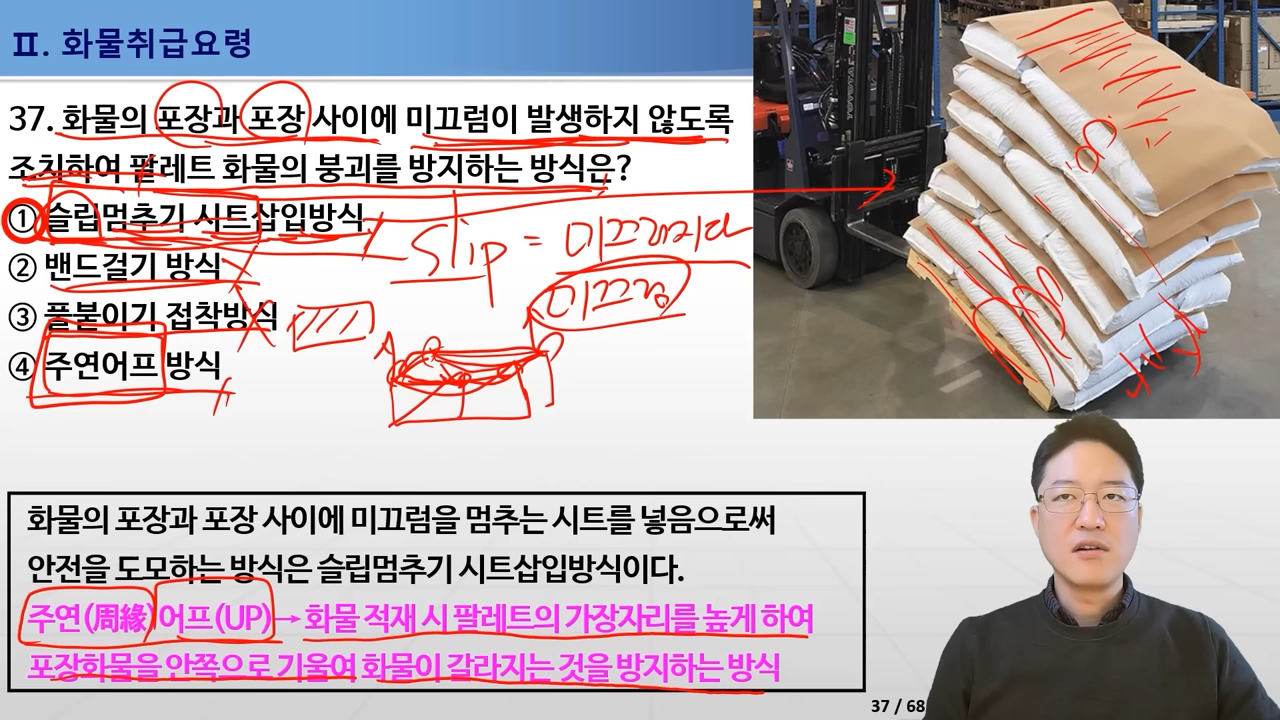 Ⅱ. 화물취급요령
37. 화물의 포장과 포장 사이에 미끄럼이 발생하지 않도록
조치하여 팔레트 화물의 붕괴를 방지하는 방식은?
① 슬립멈추기 시트삽입방식
② 밴드걸기 방식
③ 풀붙이기 접착방식
④ 주연어프 방식
Slip = 미끄러지다
미끄럼
화물의 포장과 포장 사이에 미끄럼을 멈추는 시트를 넣음으로써
안전을 도모하는 방식은 슬립멈추기 시트삽입방식이다.
주연(周緣)어프(UP)→화물 적재 시 팔레트의 가장자리를 높게 하여
포장화물을 안쪽으로 기울여 화물이 갈라지는 것을 방지하는 방식
37 / 68